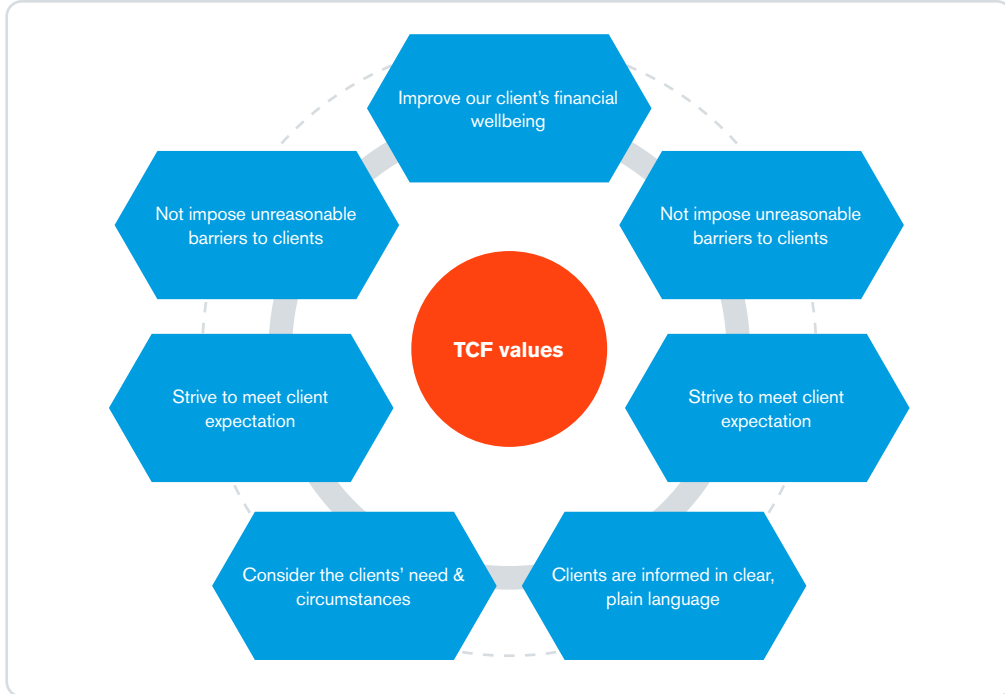 Improve our client's financial
wellbeing
Not impose unreasonable
barriers to clients
Not impose unreasonable
barriers to clients
TCF values
Strive to meet client
expectation
Strive to meet client
expectation
Consider the clients' need &
circumstances
Clients are informed in clear,
plain language